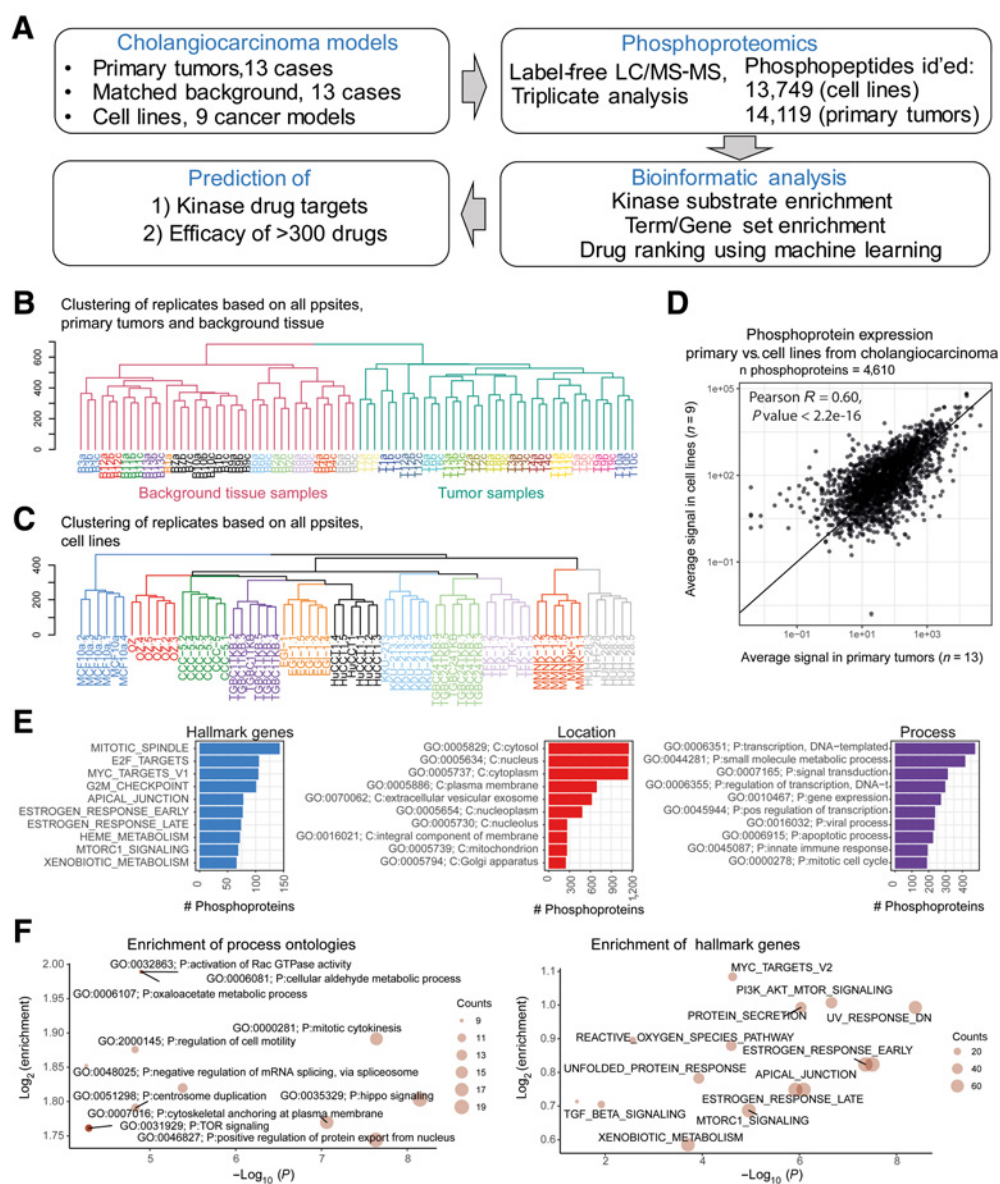 A
Cholangiocarcinoma models
• Primary tumors,13 cases
• Matched background, 13 cases
• Cell lines, 9 cancer models
Phosphoproteomics
Label-free LC/MS-MS,
Triplicate analysis
Phosphopeptides id'ed:
13,749 (cell lines)
14,119 (primary tumors)
Prediction of
1) Kinase drug targets
2) Efficacy of >300 drugs
Bioinformatic analysis
Kinase substrate enrichment
Term/Gene set enrichment
Drug ranking using machine learning
B
Clustering of replicates based on all ppsites,
primary tumors and background tissue
600
400
200
0
Background tissue samples
Tumor samples
C
Clustering of replicates based on all ppsites,
cell lines
400
200
0
D
Phosphoprotein expression
primary vs. cell lines from cholangiocarcinoma
n phosphoproteins = 4,610
Pearson R = 0.60,
P value < 2.2e-16
Average signal in cell lines (n = 9)
1e+05
1e+02
1e-01
1e-01
1e+01
1e+03
Average signal in primary tumors (n = 13)
E
Hallmark genes
MITOTIC_SPINDLE
E2F_TARGETS
MYC_TARGETS_V1
G2M_CHECKPOINT
APICAL_JUNCTION
ESTROGEN_RESPONSE_EARLY
ESTROGEN_RESPONSE_LATE
HEME_METABOLISM
MTORC1_SIGNALING
XENOBIOTIC_METABOLISM
0
50
100
150
# Phosphoproteins
Location
GO:0005829; C:cytosol
GO:0005634; C:nucleus
GO:0005737; C:cytoplasm
GO:0005886; C:plasma membrane
GO:0070062; C:extracellular vesicular exosome
GO:0005654; C:nucleoplasm
GO:0005730; C:nucleolus
GO:0016021; C:integral component of membrane
GO:0005739; C:mitochondrion
GO:0005794; C:Golgi apparatus
0
300
600
900
1,200
# Phosphoproteins
Process
GO:0006351; P:transcription, DNA-templated
GO:0044281; P:small molecule metabolic process
GO:0007165; P:signal transduction
GO:0006355; P:regulation of transcription, DNA-t
GO:0010467; P:gene expression
GO:0045944; P:pos regulation of transcription
GO:0016032; P:viral process
GO:0006915; P:apoptotic process
GO:0045087; P:innate immune response
GO:0000278; P:mitotic cell cycle
0
100
200
300
400
# Phosphoproteins
F
Enrichment of process ontologies
Log2 (enrichment)
2.00
1.95
1.90
1.85
1.80
1.75
GO:0032863; P:activation of Rac GTPase activity
GO:0006081; P:cellular aldehyde metabolic process
GO:0006107; P:oxaloacetate metabolic process
GO:0000281; P:mitotic cytokinesis
GO:2000145; P:regulation of cell motility
GO:0048025; P:negative regulation of mRNA splicing, via spliceosome
GO:0051298; P:centrosome duplication
GO:0035329; P:hippo signaling
GO:0007016; P:cytoskeletal anchoring at plasma membrane
GO:0031929; P:TOR signaling
GO:0046827; P:positive regulation of protein export from nucleus
5
6
7
8
−Log10 (P)
Counts
9
11
13
15
17
19
Enrichment of hallmark genes
Log2 (enrichment)
1.1
1.0
0.9
0.8
0.7
0.6
MYC_TARGETS_V2
PI3K_AKT_MTOR_SIGNALING
PROTEIN_SECRETION
UV_RESPONSE_DN
REACTIVE_OXYGEN_SPECIES_PATHWAY
ESTROGEN_RESPONSE_EARLY
UNFOLDED_PROTEIN_RESPONSE
APICAL_JUNCTION
ESTROGEN_RESPONSE_LATE
TGF_BETA_SIGNALING
MTORC1_SIGNALING
XENOBIOTIC_METABOLISM
2
4
6
8
−Log10 (P)
Counts
20
40
60